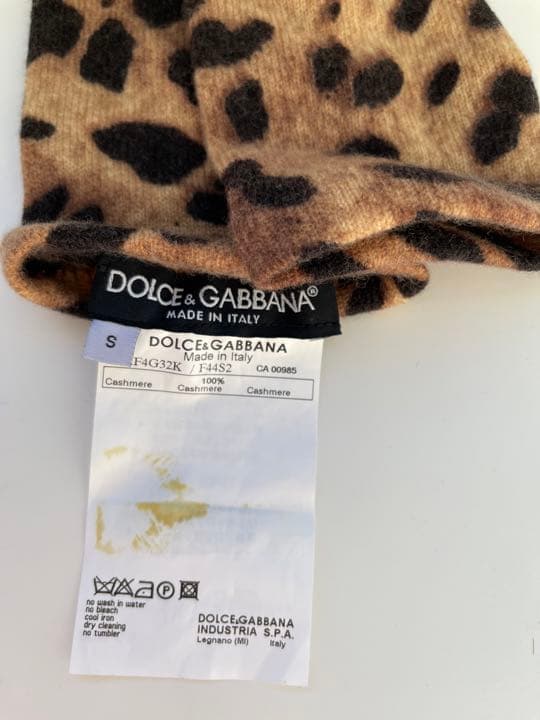 DOLCE & GABBANA®
MADE IN ITALY
S
DOLCE&GABBANA
Made in Italy
F4G32K / F44S2 CA 00985
100%
Cashmere Cashmere Cashmere
P
no wash in water
no bleach
cool iron
dry cleaning
no tumbler
DOLCE&GABBANA
INDUSTRIA S.P.A.
Legnano (MI) Italy